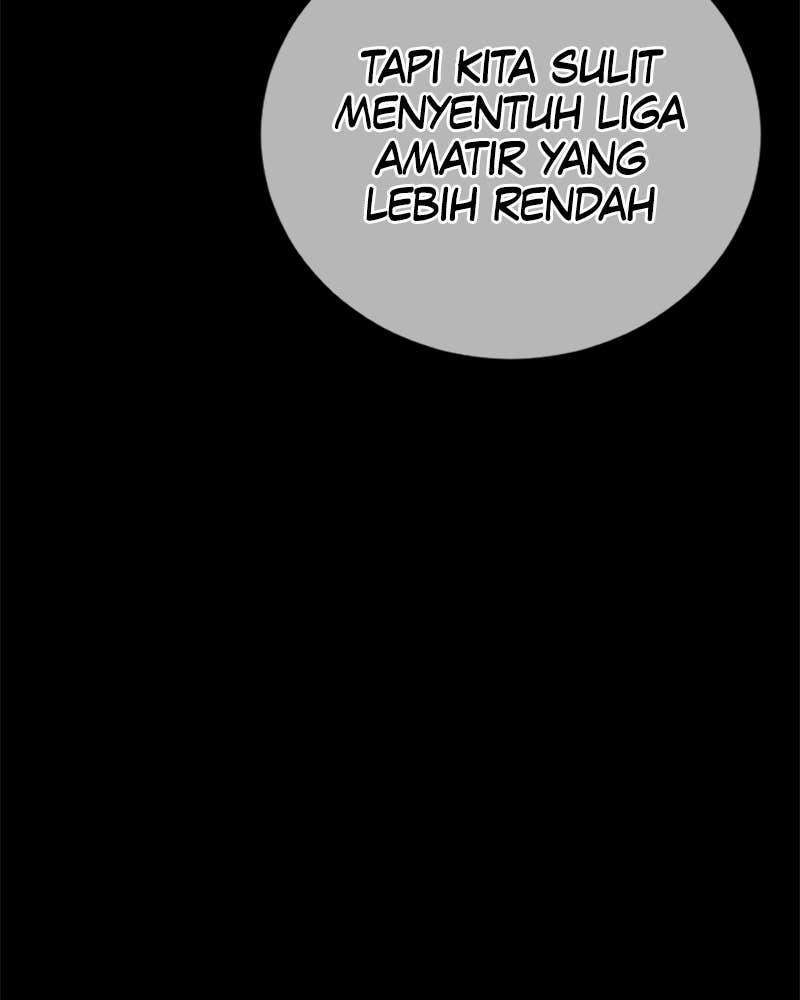 TAPI KITA SULIT
MENYENTUH LIGA
AMATIR YANG
LEBIH RENDAH